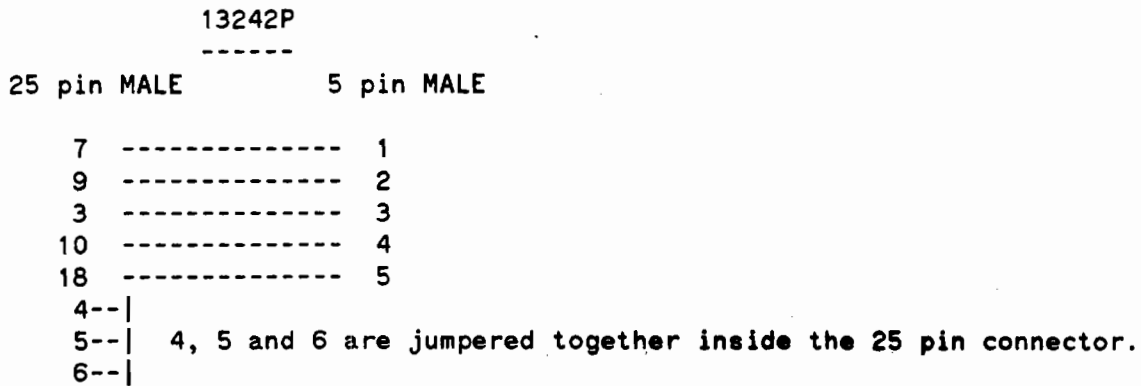 13242P
------
25 pin MALE 5 pin MALE
7 -------------- 1
9 -------------- 2
3 -------------- 3
10 -------------- 4
18 -------------- 5
4--|
5--| 4, 5 and 6 are jumpered together inside the 25 pin connector.
6--|